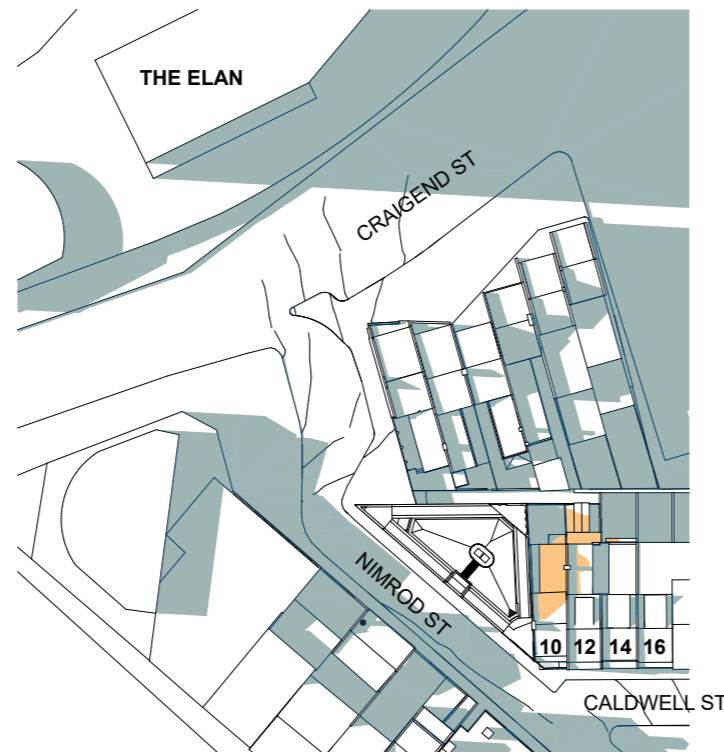 THE ELAN
CRAIGEND ST
NIMROD ST
10 12 14 16
CALDWELL ST